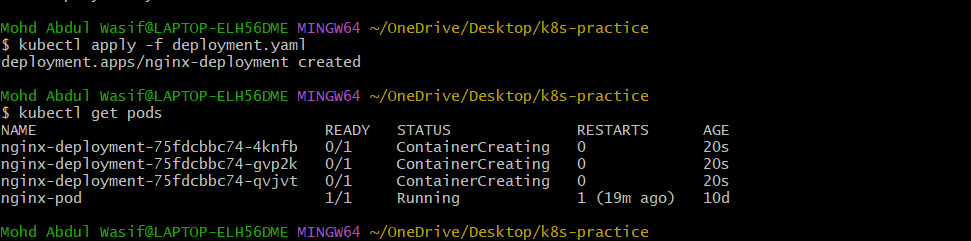 Mohd Abdul Wasif@LAPTOP-ELH56DME MINGW64 ~/OneDrive/Desktop/k8s-practice
$ kubectl apply -f deployment.yaml
deployment.apps/nginx-deployment created
Mohd Abdul Wasif@LAPTOP-ELH56DME MINGW64 ~/OneDrive/Desktop/k8s-practice
$ kubectl get pods
NAME READY STATUS RESTARTS AGE
nginx-deployment-75fdcbbc74-4knfb 0/1 ContainerCreating 0 20s
nginx-deployment-75fdcbbc74-gvp2k 0/1 ContainerCreating 0 20s
nginx-deployment-75fdcbbc74-qvjvt 0/1 ContainerCreating 0 20s
nginx-pod 1/1 Running 1 (19m ago) 10d
Mohd Abdul Wasif@LAPTOP-ELH56DME MINGW64 ~/OneDrive/Desktop/k8s-practice